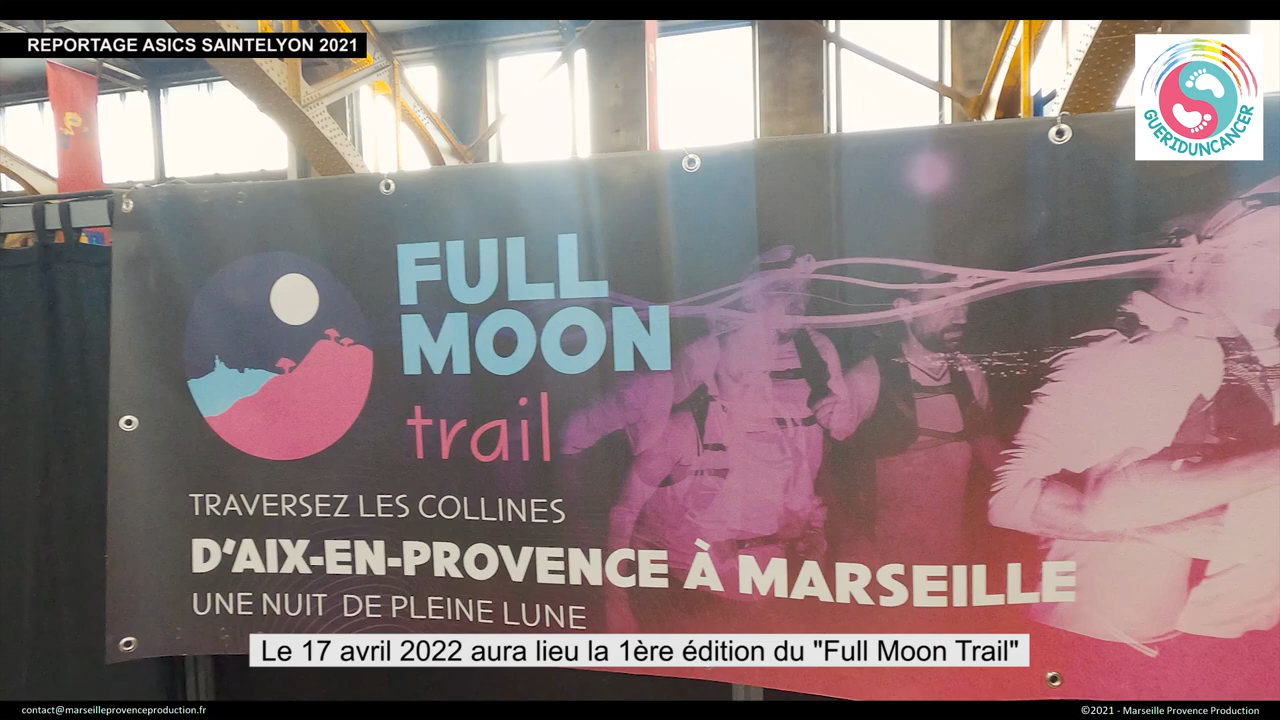 REPORTAGE ASICS SAINTELYON 2021
GUERIDUNCANCER
FULL
MOON
trail
TRAVERSEZ LES COLLINES
D'AIX-EN-PROVENCE À MARSEILLE
UNE NUIT DE PLEINE LUNE
Le 17 avril 2022 aura lieu la 1ère édition du "Full Moon Trail"
contact@marseilleprovenceproduction.fr
©2021 - Marseille Provence Production